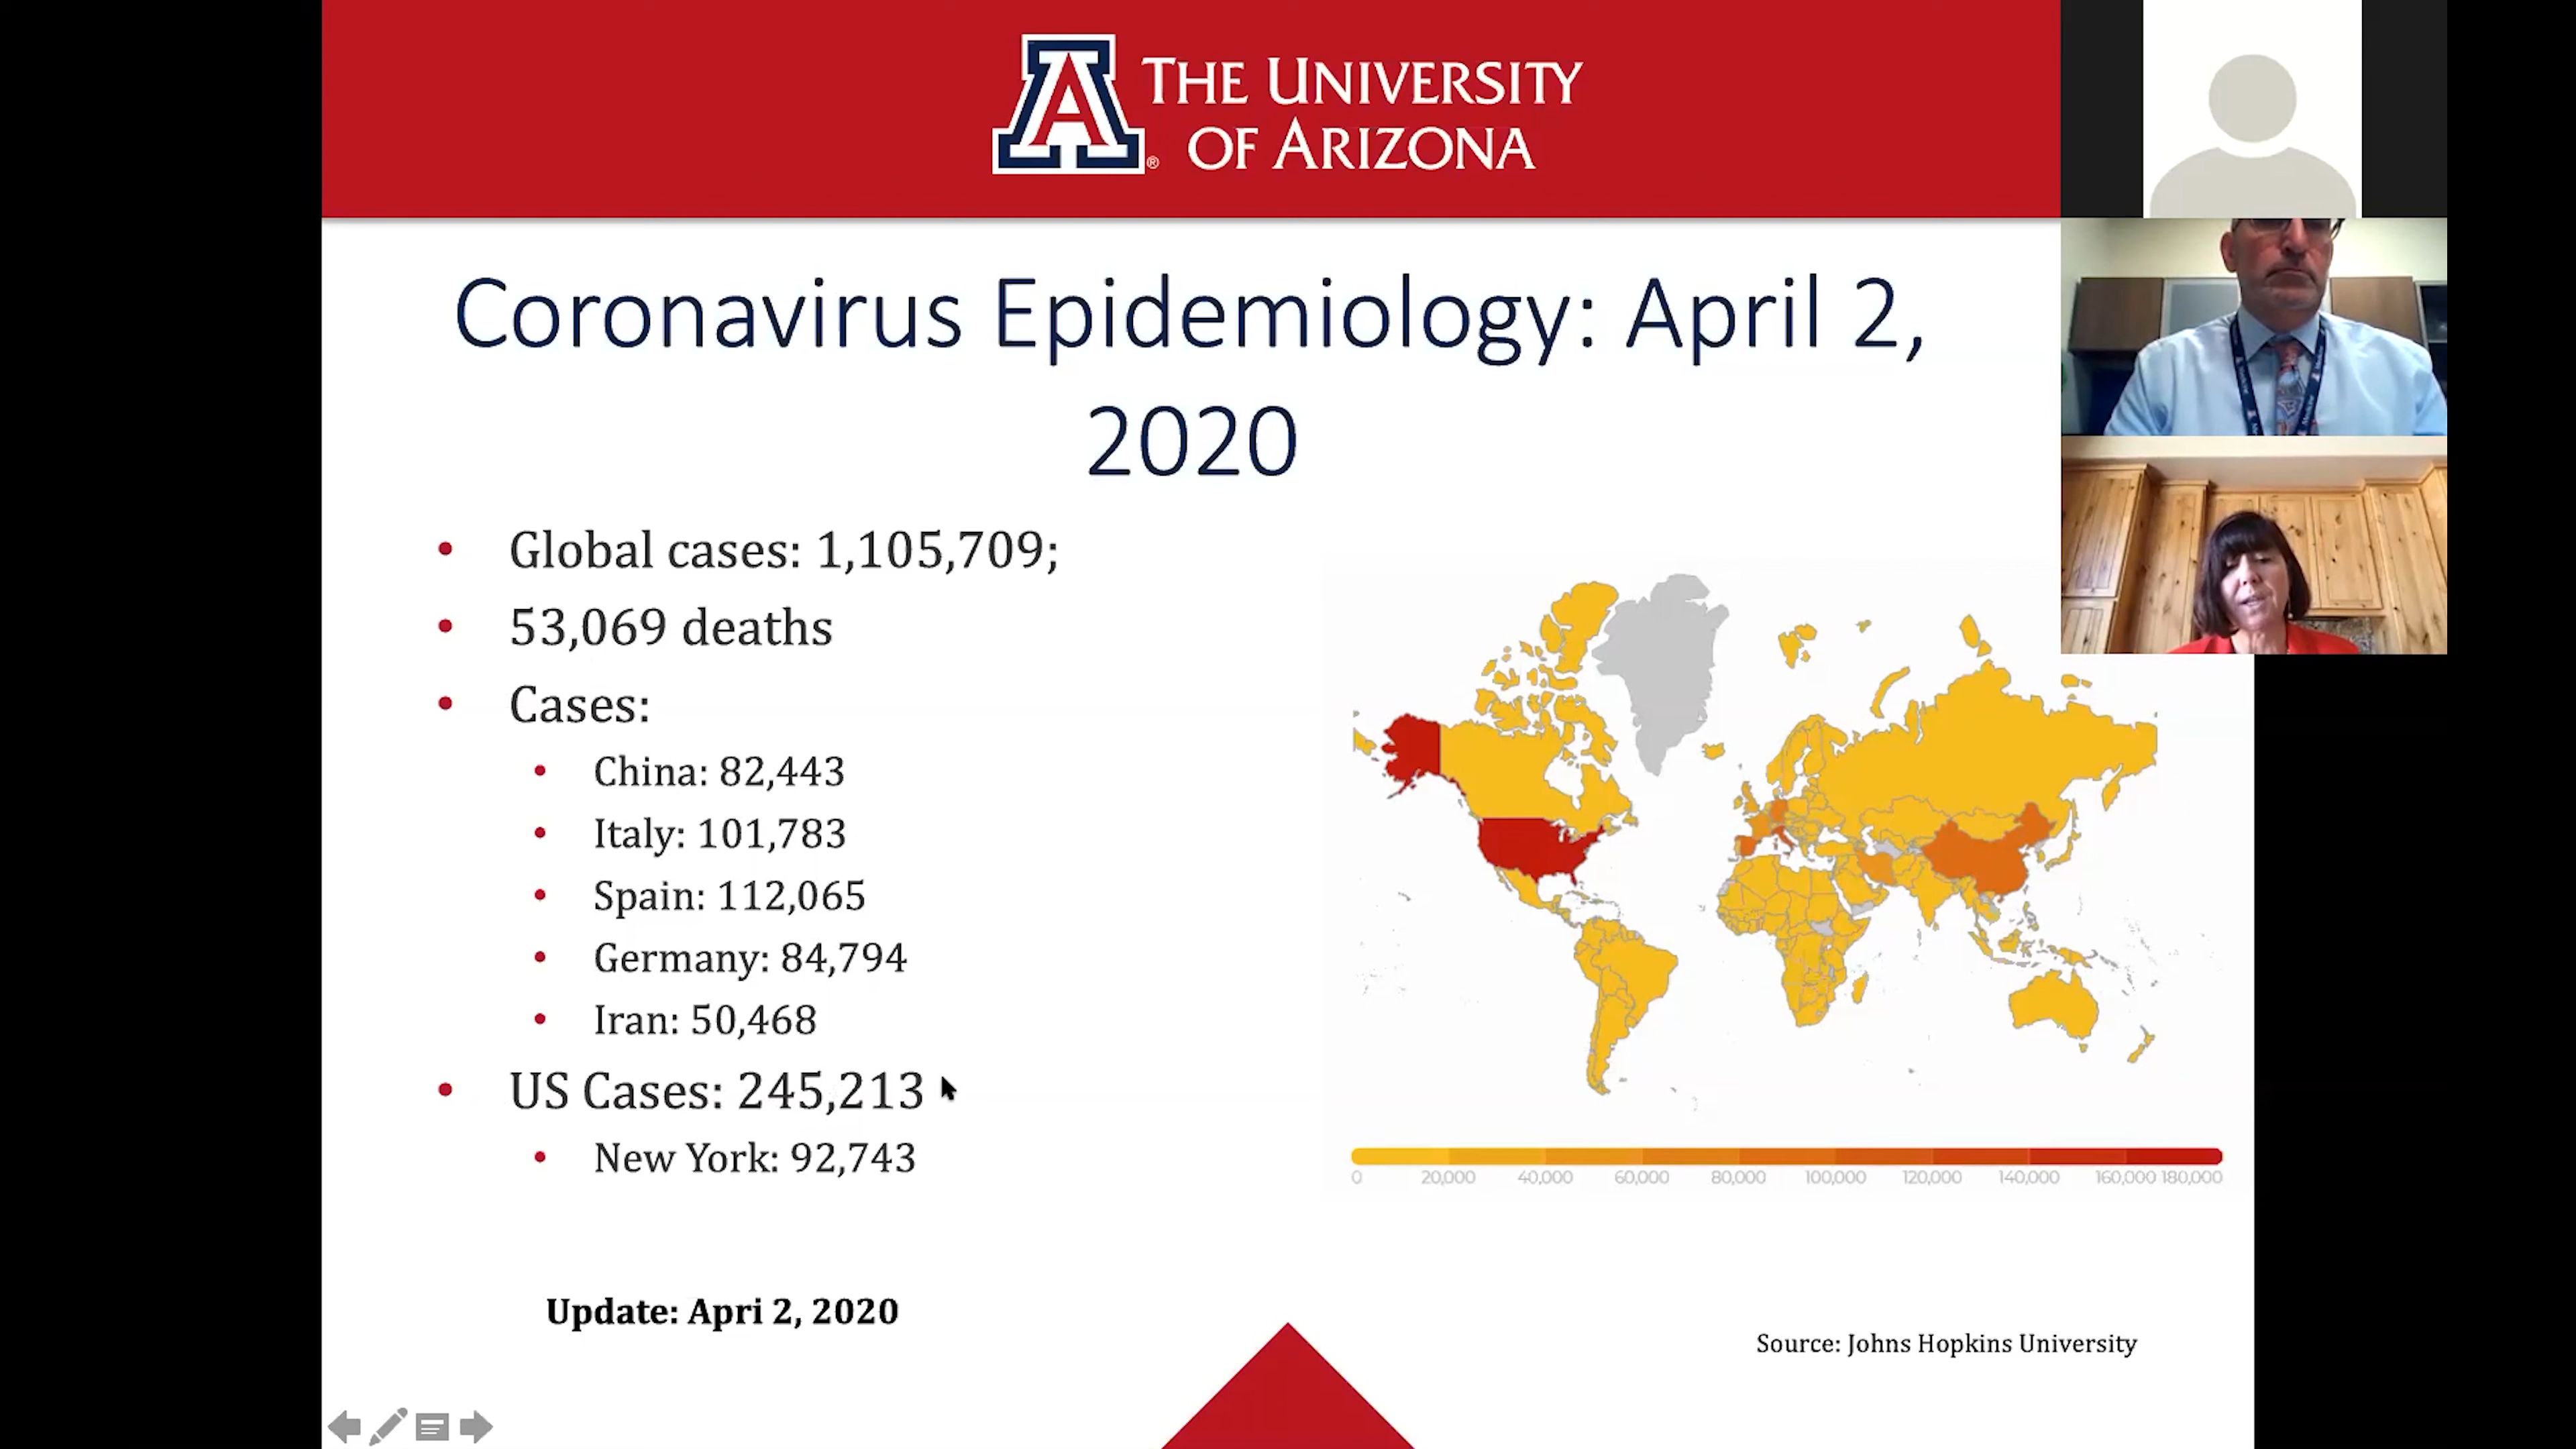 THE UNIVERSITY
OF ARIZONA
®
Coronavirus Epidemiology: April 2,
2020
• Global cases: 1,105,709;
• 53,069 deaths
• Cases:
• China: 82,443
• Italy: 101,783
• Spain: 112,065
• Germany: 84,794
• Iran: 50,468
• US Cases: 245,213
• New York: 92,743
0 20,000 40,000 60,000 80,000 100,000 120,000 140,000 160,000 180,000
Update: Apri 2, 2020
Source: Johns Hopkins University